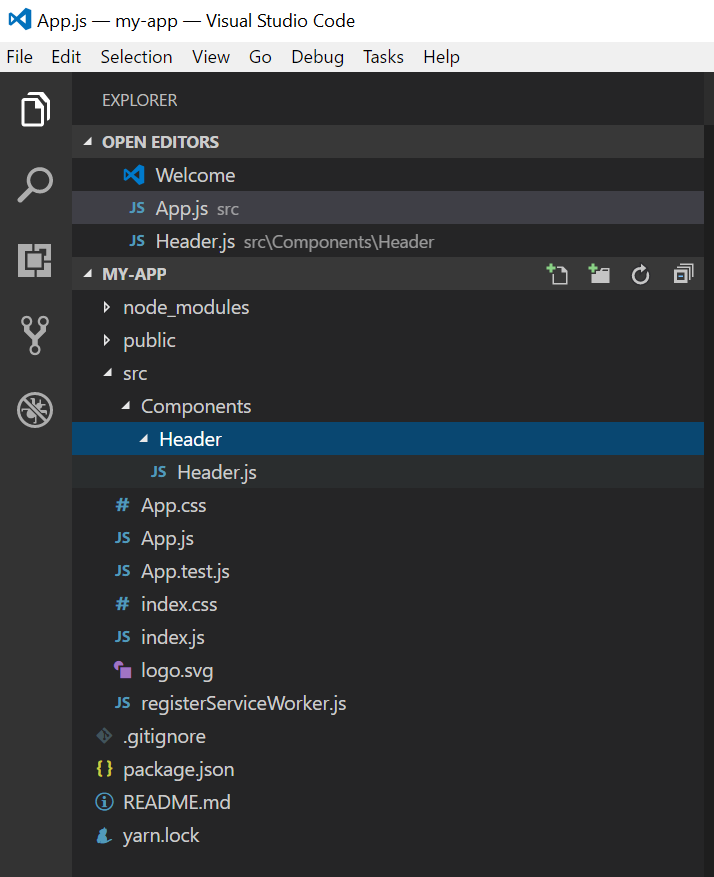 App.js — my-app — Visual Studio Code
File Edit Selection View Go Debug Tasks Help
EXPLORER
OPEN EDITORS
Welcome
JS App.js src
JS Header.js src\Components\Header
MY-APP
node_modules
public
src
Components
Header
JS Header.js
# App.css
JS App.js
JS App.test.js
# index.css
JS index.js
logo.svg
JS registerServiceWorker.js
.gitignore
{} package.json
README.md
yarn.lock